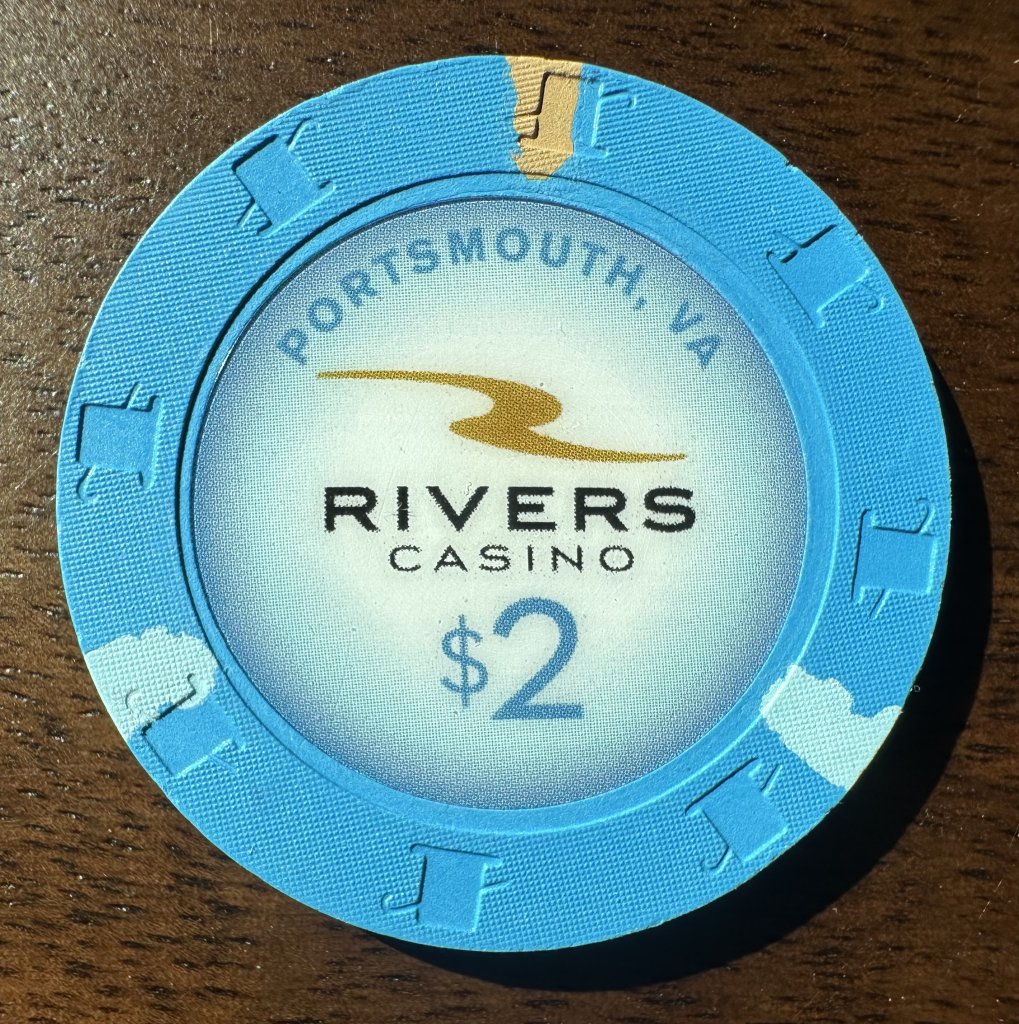 PORTSMOUTH, VA
RIVERS
CASINO
$2